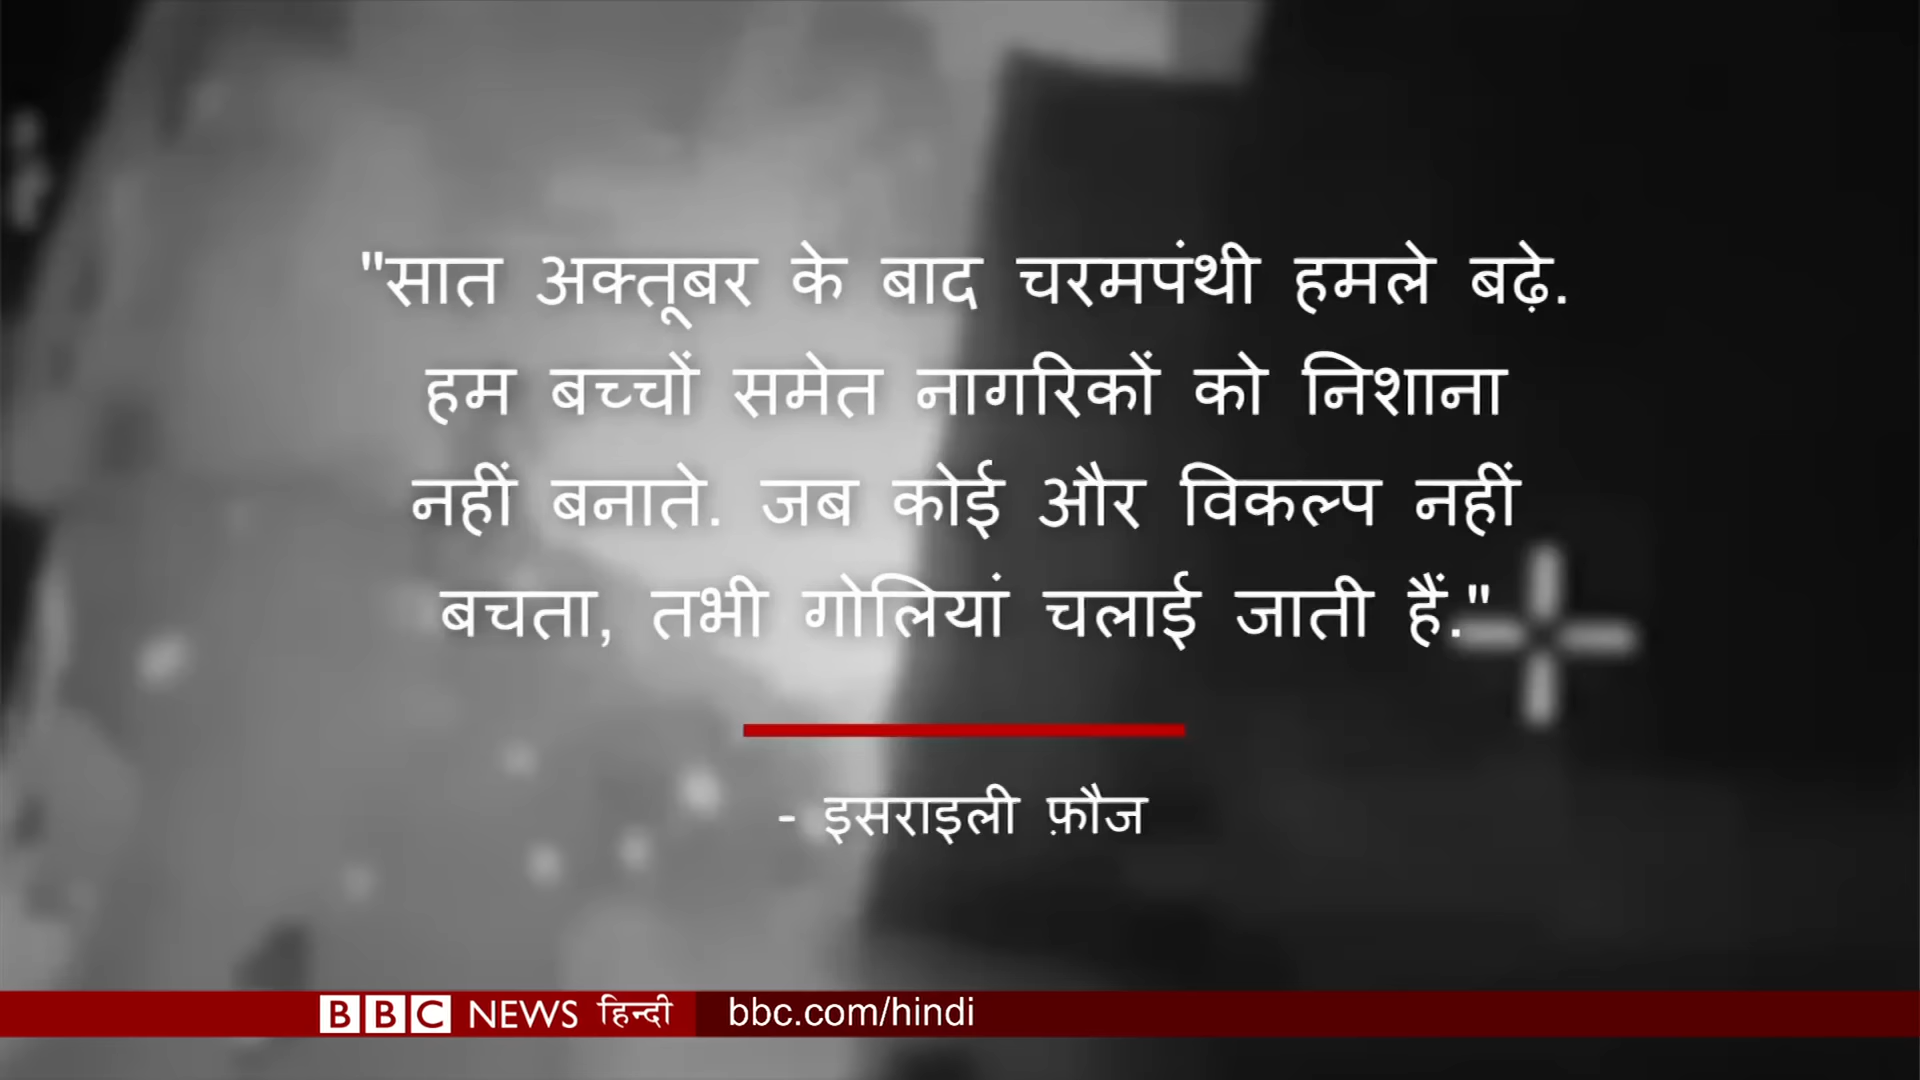 "सात अक्तूबर के बाद चरमपंथी हमले बढ़े.
हम बच्चों समेत नागरिकों को निशाना
नहीं बनाते. जब कोई और विकल्प नहीं
बचता, तभी गोलियां चलाई जाती हैं."
- इसराइली फ़ौज
BBC NEWS हिन्दी bbc.com/hindi